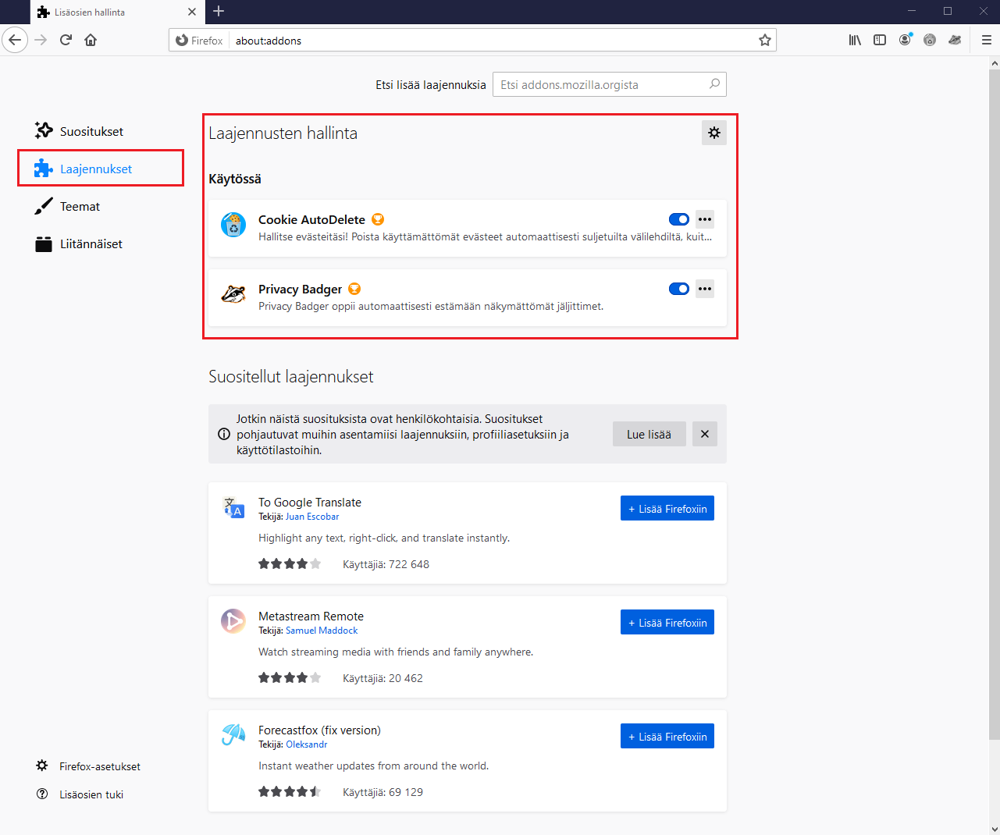 Lisäosien hallinta
Firefox
about:addons
Etsi lisää laajennuksia
Etsi addons.mozilla.orgista
Suositukset
Laajennukset
Teemat
Liitännäiset
Laajennusten hallinta
Käytössä
Cookie AutoDelete
Hallitse evästeitäsi! Poista käyttämättömät evästeet automaattisesti suljetuilta välilehdiltä, kuit...
Privacy Badger
Privacy Badger oppii automaattisesti estämään näkymättömät jäljittimet.
Suositellut laajennukset
Jotkin näistä suosituksista ovat henkilökohtaisia. Suositukset
pohjautuvat muihin asentamiisi laajennuksiin, profiiliasetuksiin ja
käyttötilastoihin.
Lue lisää
To Google Translate
Tekijä: Juan Escobar
+ Lisää Firefoxiin
Highlight any text, right-click, and translate instantly.
Käyttäjiä: 722 648
Metastream Remote
Tekijä: Samuel Maddock
+ Lisää Firefoxiin
Watch streaming media with friends and family anywhere.
Käyttäjiä: 20 462
Forecastfox (fix version)
Tekijä: Oleksandr
+ Lisää Firefoxiin
Instant weather updates from around the world.
Käyttäjiä: 69 129
Firefox-asetukset
Lisäosien tuki